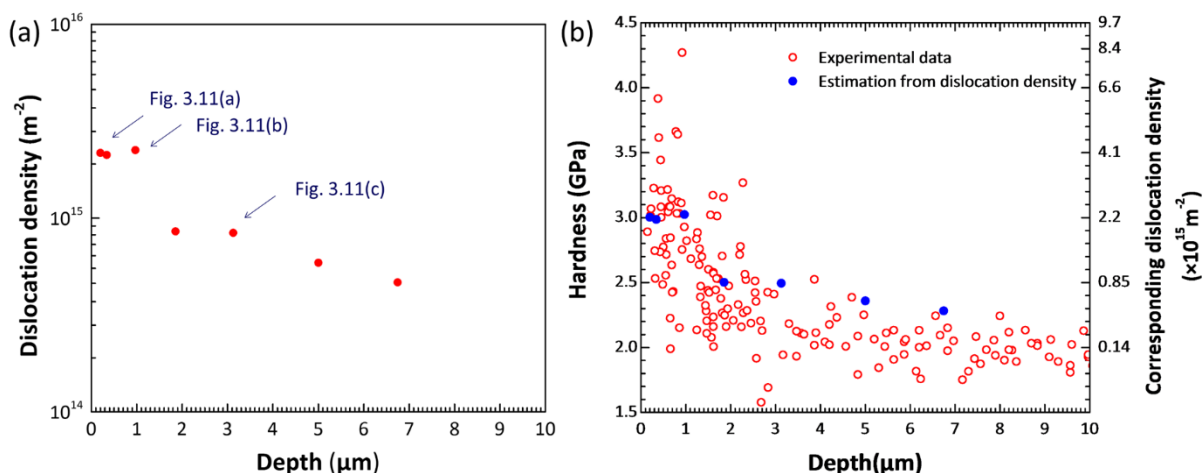 (a)
10^16
10^15
10^14
Dislocation density (m^-2)
Fig. 3.11(a)
Fig. 3.11(b)
Fig. 3.11(c)
0 1 2 3 4 5 6 7 8 9 10
Depth (μm)
(b)
4.5
4.0
3.5
3.0
2.5
2.0
1.5
Hardness (GPa)
Experimental data
Estimation from dislocation density
9.7
8.4
6.6
4.1
2.2
0.85
0.14
Corresponding dislocation density
(×10^15 m^-2)
0 1 2 3 4 5 6 7 8 9 10
Depth(μm)